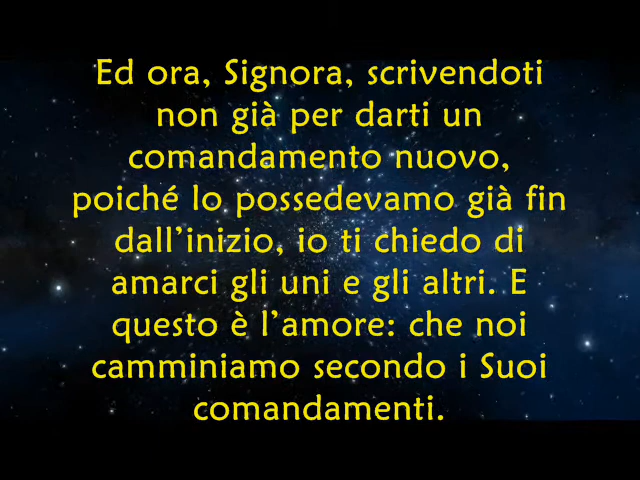 Ed ora, Signora, scrivendoti
non già per darti un
comandamento nuovo,
poiché lo possedevamo già fin
dall’inizio, io ti chiedo di
amarci gli uni e gli altri. E
questo è l’amore: che noi
camminiamo secondo i Suoi
comandamenti.